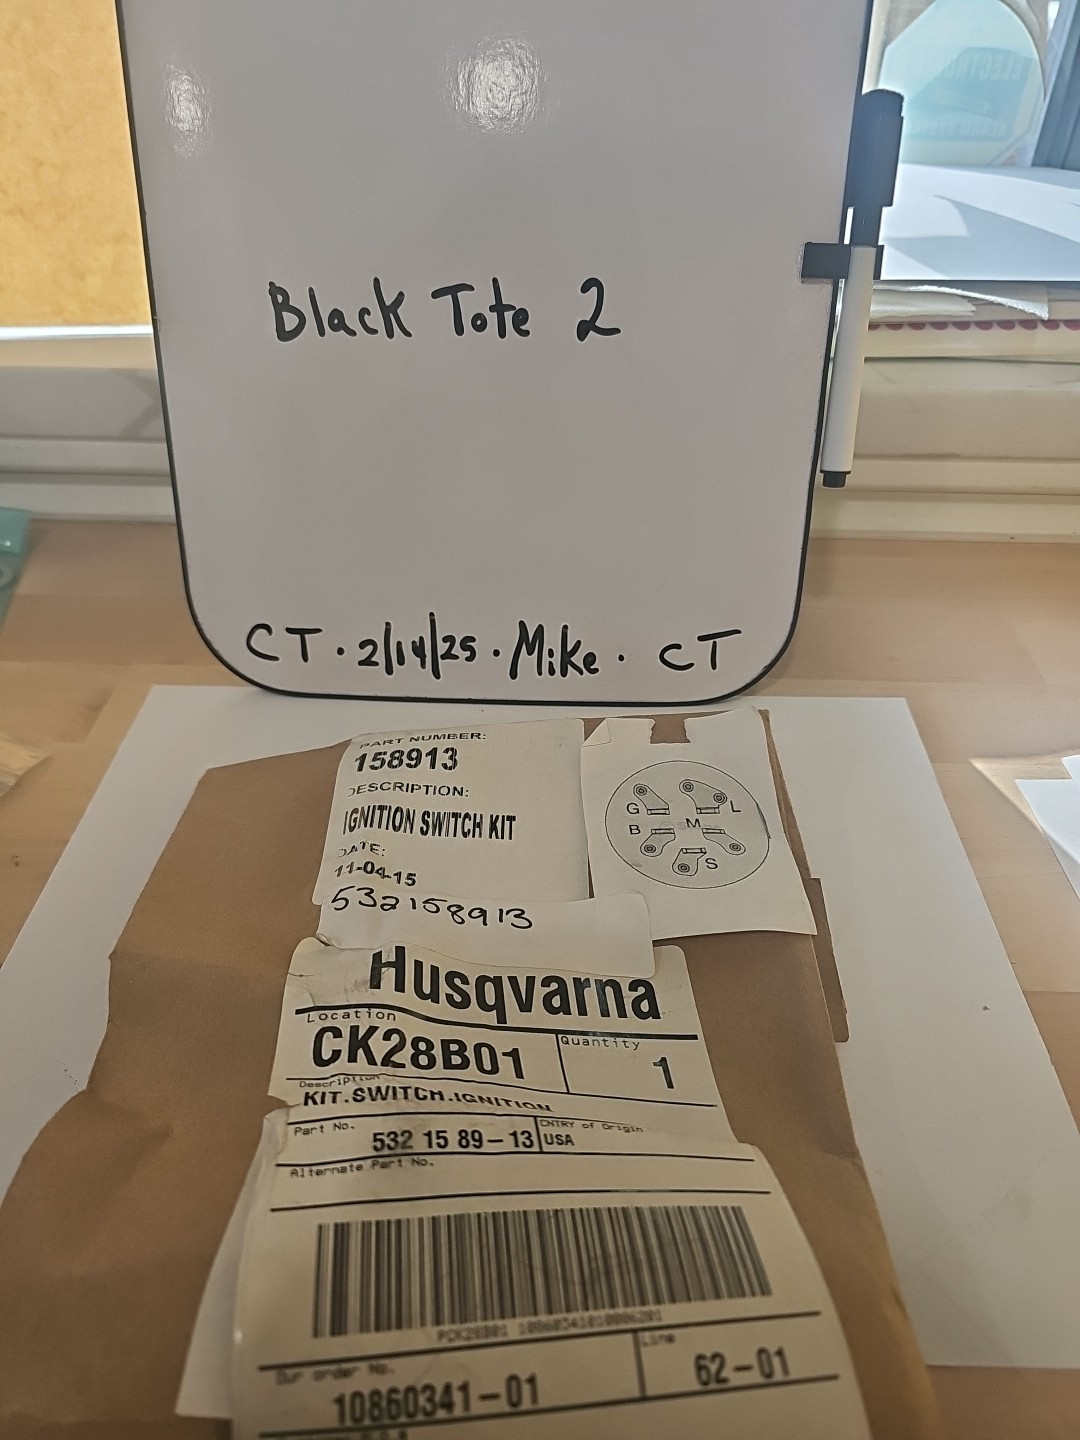 Black Tote 2
CT · 2/14/25 · Mike · CT
PART NUMBER:
158913
DESCRIPTION:
IGNITION SWITCH KIT
DATE:
11-04-15
532158913
G L
B M
S
Husqvarna
Location
CK28B01
Quantity
1
Description
KIT.SWITCH.IGNITION
Part No.
532 15 89-13
CNTRY of Origin
USA
Alternate Part No.
Our order No.
10860341-01
Line
62-01